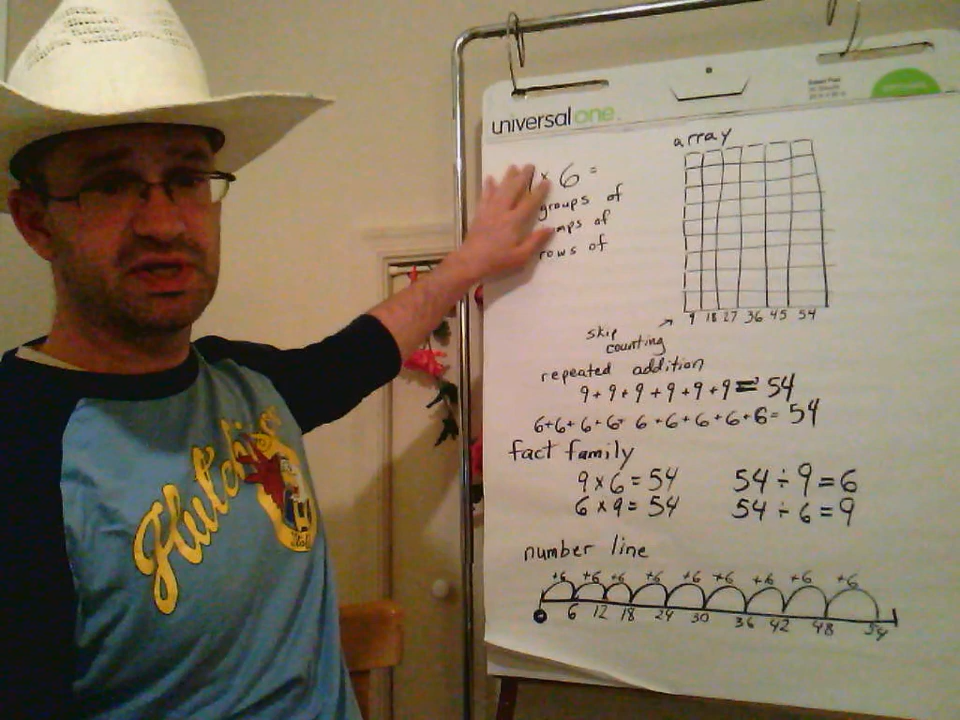 universal one
array
× 6 =
groups of
rows of
9 18 27 36 45 54
skip
counting
repeated addition
9+9+9+9+9+9=54
6+6+6+6+6+6+6+6+6=54
fact family
9×6=54 54÷9=6
6×9=54 54÷6=9
number line
+6 +6 +6 +6 +6 +6 +6 +6 +6
0 6 12 18 24 30 36 42 48 54